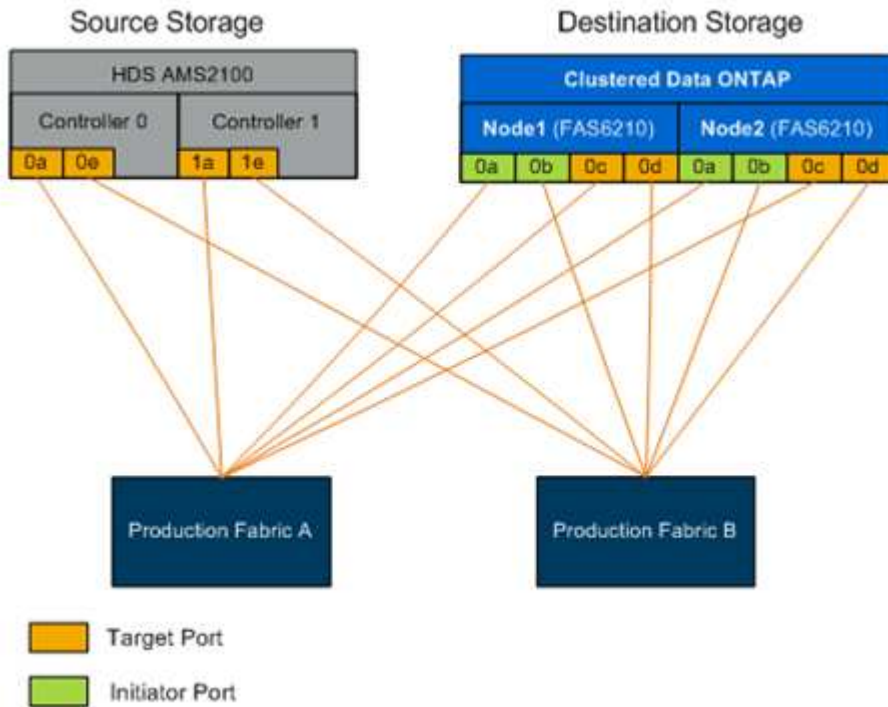 Source Storage
Destination Storage
HDS AMS2100
Clustered Data ONTAP
Controller 0
Controller 1
Node1 (FAS6210)
Node2 (FAS6210)
0a 0e 1a 1e
0a 0b 0c 0d 0a 0b 0c 0d
Production Fabric A
Production Fabric B
Target Port
Initiator Port